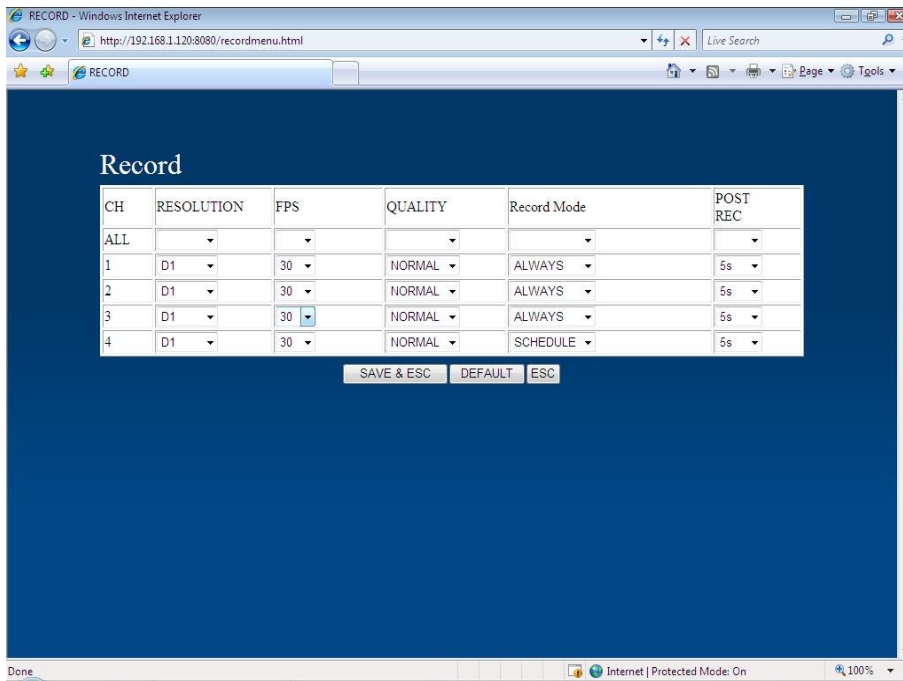 RECORD - Windows Internet Explorer
http://192.168.1.120:8080/recordmenu.html
Live Search
RECORD
Page Tools
Record
CH RESOLUTION FPS QUALITY Record Mode POST REC
ALL
1 D1 30 NORMAL ALWAYS 5s
2 D1 30 NORMAL ALWAYS 5s
3 D1 30 NORMAL ALWAYS 5s
4 D1 30 NORMAL SCHEDULE 5s
SAVE & ESC DEFAULT ESC
Done Internet | Protected Mode: On 100%